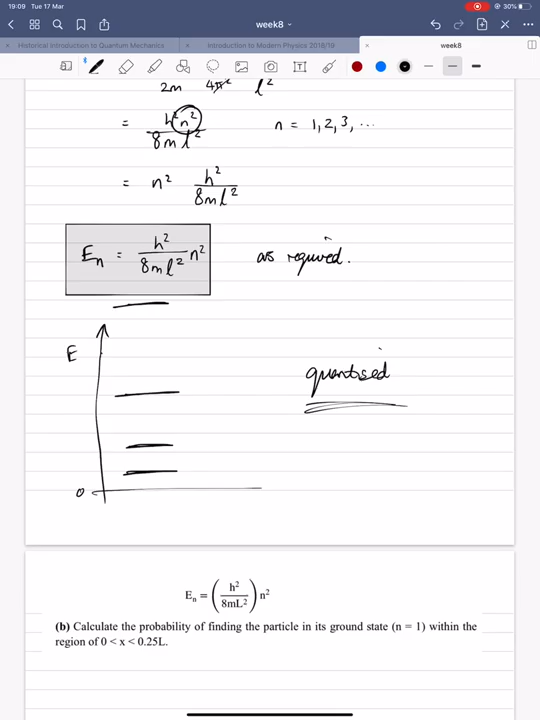 19:09 Tue 17 Mar
30%
week8
Historical Introduction to Quantum Mechanics
Introduction to Modern Physics 2018/19
week8
2m 4π² l²
= h²n² / 8ml² n = 1, 2, 3, ...
= n² h² / 8ml²
Eₙ = h² / 8ml² n² as required.
E
quantised
0
Eₙ = (h² / 8mL²) n²
(b) Calculate the probability of finding the particle in its ground state (n = 1) within the
region of 0 < x < 0.25L.